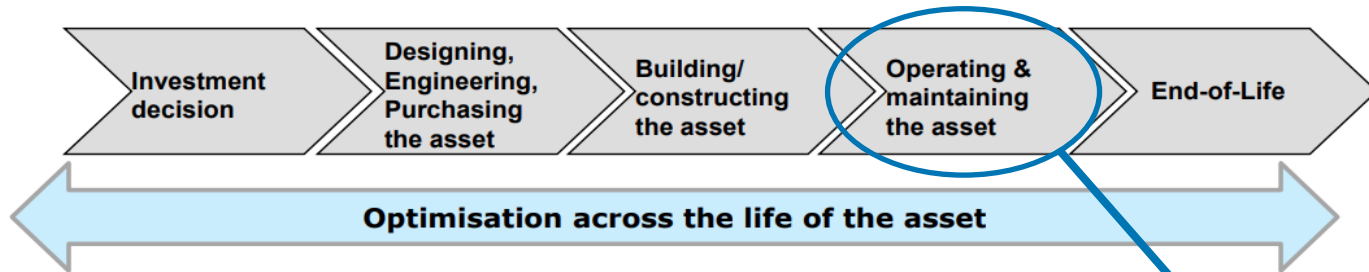 Investment
decision
Designing,
Engineering,
Purchasing
the asset
Building/
constructing
the asset
Operating &
maintaining
the asset
End-of-Life
Optimisation across the life of the asset